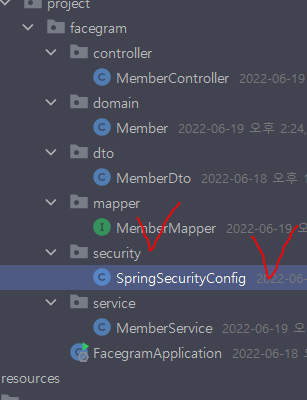 project
facegram
controller
MemberController 2022-06-19
domain
Member 2022-06-19 오후 2:24,
dto
MemberDto 2022-06-18 오후 1
mapper
MemberMapper 2022-06-19 오
security
SpringSecurityConfig 2022-06-
service
MemberService 2022-06-19 오
FacegramApplication 2022-06-18
resources